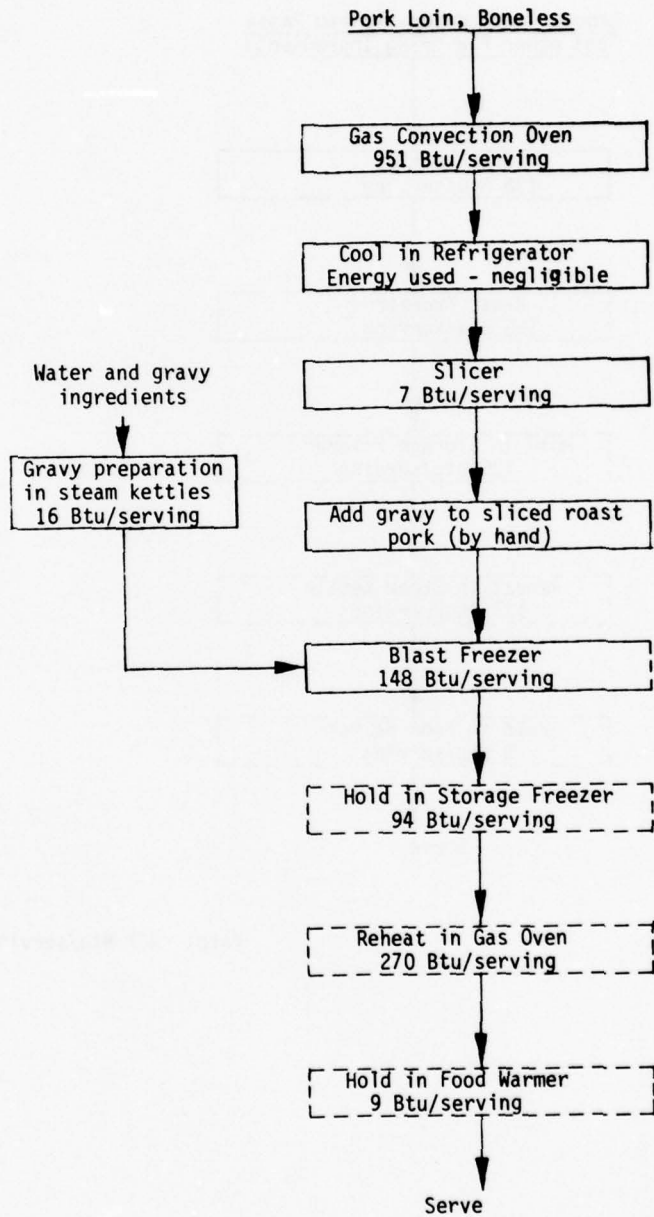 Pork Loin, Boneless
Gas Convection Oven
951 Btu/serving
Cool in Refrigerator
Energy used - negligible
Slicer
7 Btu/serving
Water and gravy
ingredients
Gravy preparation
in steam kettles
16 Btu/serving
Add gravy to sliced roast
pork (by hand)
Blast Freezer
148 Btu/serving
Hold in Storage Freezer
94 Btu/serving
Reheat in Gas Oven
270 Btu/serving
Hold in Food Warmer
9 Btu/serving
Serve